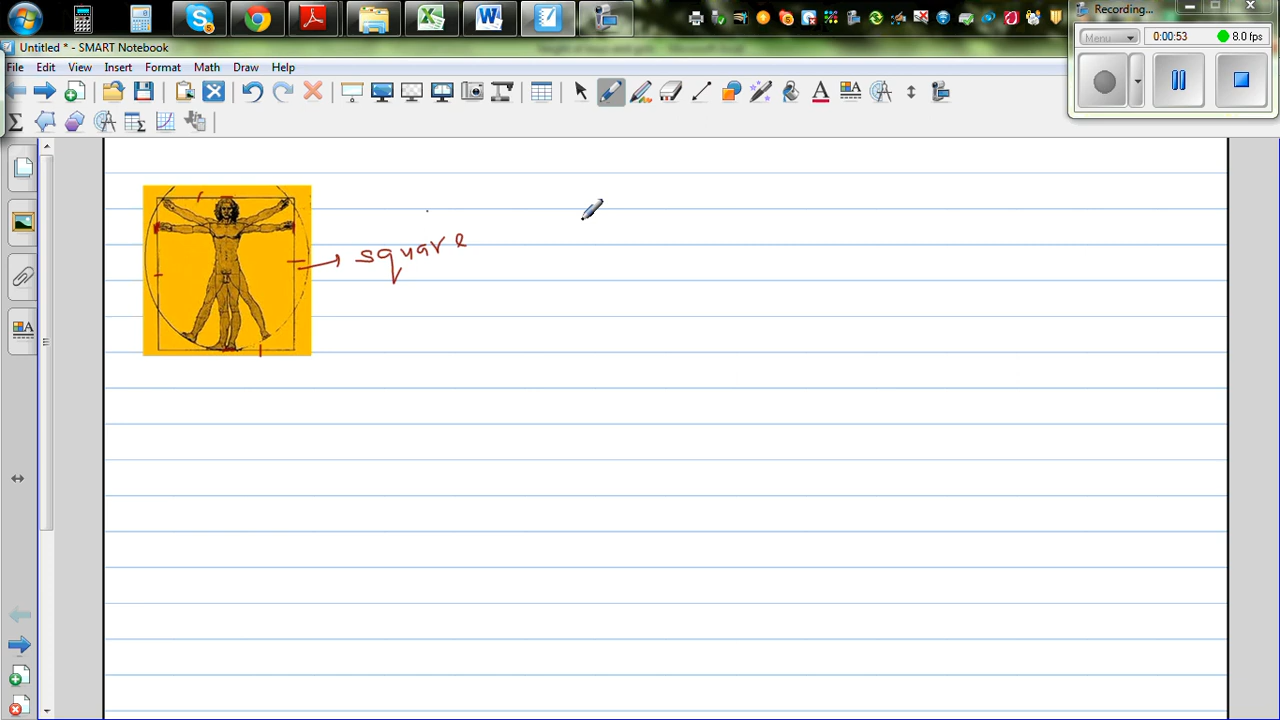 Recording...
Menu
0:00:53
8.0 fps
Untitled * - SMART Notebook
File Edit View Insert Format Math Draw Help
square